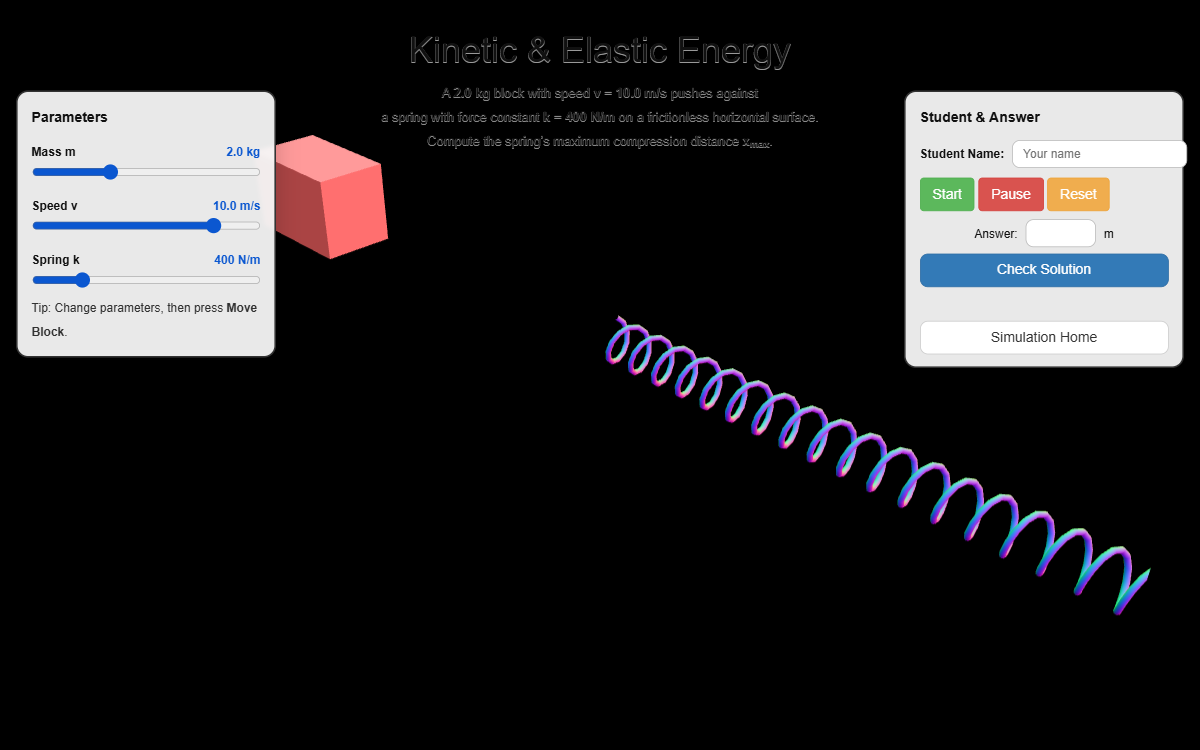 Kinetic & Elastic Energy
A 2.0 kg block with speed v = 10.0 m/s pushes against
a spring with force constant k = 400 N/m on a frictionless horizontal surface.
Compute the spring's maximum compression distance xmax.
Parameters
Mass m 2.0 kg
Speed v 10.0 m/s
Spring k 400 N/m
Tip: Change parameters, then press Move
Block.
Student & Answer
Student Name: Your name
Start Pause Reset
Answer: m
Check Solution
Simulation Home